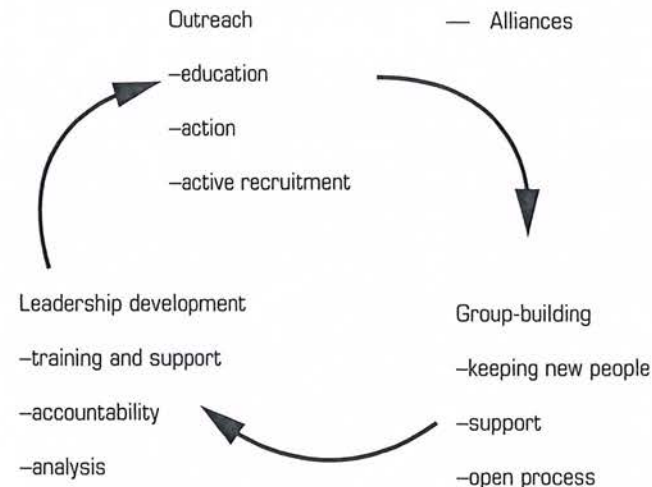 Outreach — Alliances
–education
–action
–active recruitment
Leadership development
–training and support
–accountability
–analysis
Group-building
–keeping new people
–support
–open process